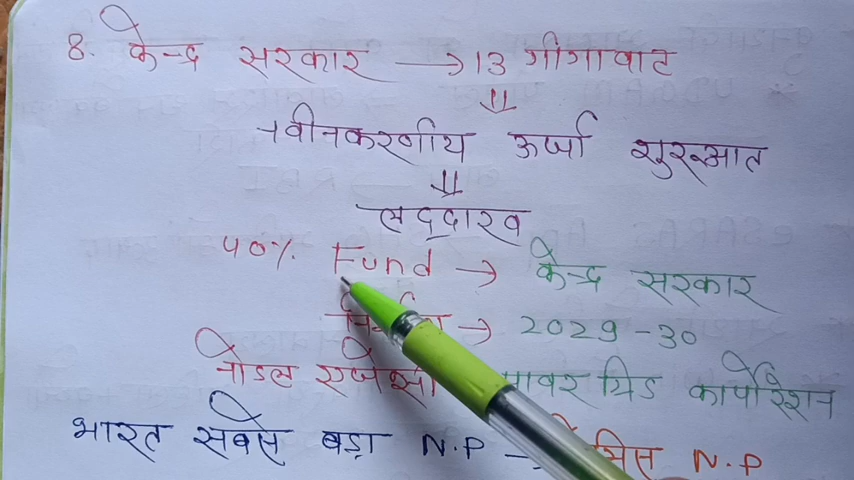 8. केन्द्र सरकार → 13 गीगावाट
⇓
नवीनकरणीय ऊर्जा शुरुआत
⇓
लद्दाख
40% Fund → केन्द्र सरकार
→ 2029-30
नोडल एजेन्सी पावर ग्रिड कार्पोरेशन
भारत सबसे बड़ा N.P → N.P